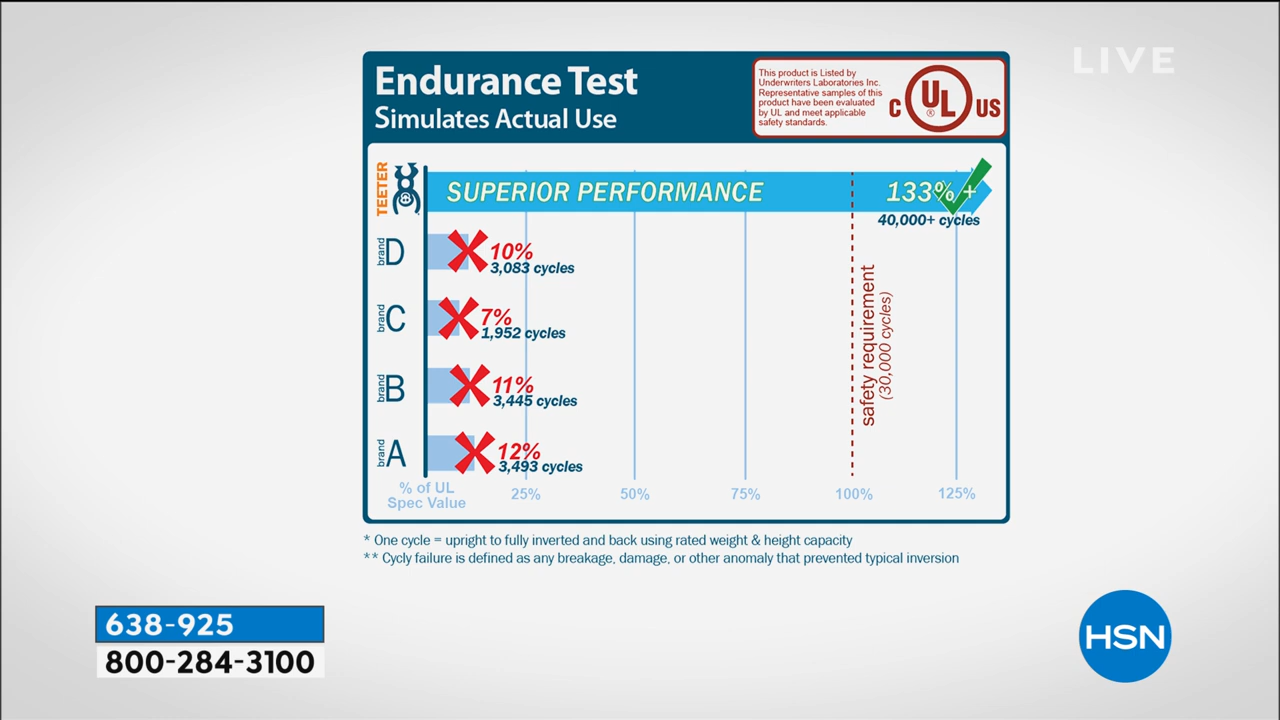 LIVE
Endurance Test
Simulates Actual Use
This product is Listed by
Underwriters Laboratories Inc.
Representative samples of this
product have been evaluated
by UL and meet applicable
safety standards.
C UL ® US
TEETER
SUPERIOR PERFORMANCE
133% +
40,000+ cycles
brand D
10%
3,083 cycles
brand C
7%
1,952 cycles
brand B
11%
3,445 cycles
brand A
12%
3,493 cycles
safety requirement
(30,000 cycles)
% of UL
Spec Value
25%
50%
75%
100%
125%
* One cycle = upright to fully inverted and back using rated weight & height capacity
** Cycly failure is defined as any breakage, damage, or other anomaly that prevented typical inversion
638-925
800-284-3100
HSN